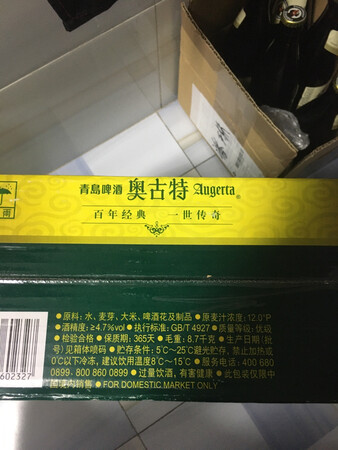 青島啤酒 奥古特 Augerta ®
雨
百年经典 一世传奇
●原料：水、麦芽、大米、啤酒花及制品 ●原麦汁浓度：12.0°P
●酒精度：≥4.7%vol ●执行标准：GB/T 4927 ●质量等级：优级
●检验合格 ●保质期：365天 ●毛重：8.7千克 ●生产日期(批
号)见箱体喷码 ●贮存条件：5℃~25℃避光贮存，禁止加热或
0℃以下冷冻，建议饮用温度8℃~15℃ ●服务电话：400 680
0899，800 860 0899 ●过量饮酒，有害健康 ●此包装仅限中
国境内销售 ●FOR DOMESTIC MARKET ONLY
602327